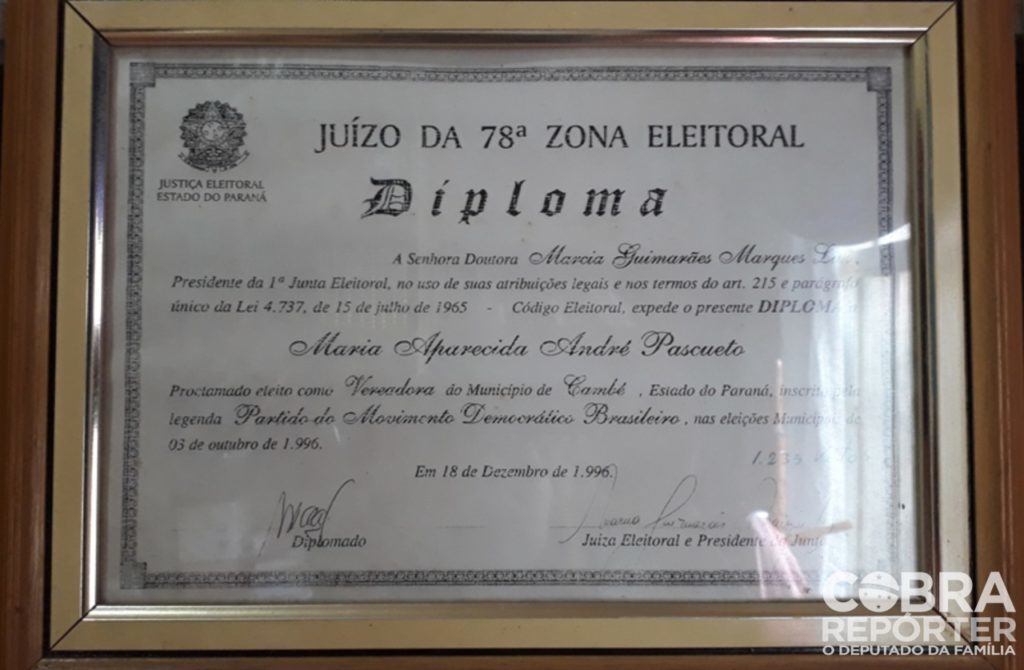 JUSTIÇA ELEITORAL
ESTADO DO PARANÁ
JUÍZO DA 78ª ZONA ELEITORAL
Diploma
A Senhora Doutora Marcia Guimarães Marques
Presidente da 1ª Junta Eleitoral, no uso de suas atribuições legais e nos termos do art. 215 e parágrafo
único da Lei 4.737, de 15 de julho de 1965 - Código Eleitoral, expede o presente DIPLOMA
Maria Aparecida André Pascueto
Proclamado eleito como Vereadora do Município de Cambé , Estado do Paraná, inscrito pela
legenda Partido do Movimento Democrático Brasileiro , nas eleições Municipais de
03 de outubro de 1.996.
Em 18 de Dezembro de 1.996.
Diplomado
Juiza Eleitoral e Presidente da Junta
COBRA
REPÓRTER
O DEPUTADO DA FAMÍLIA